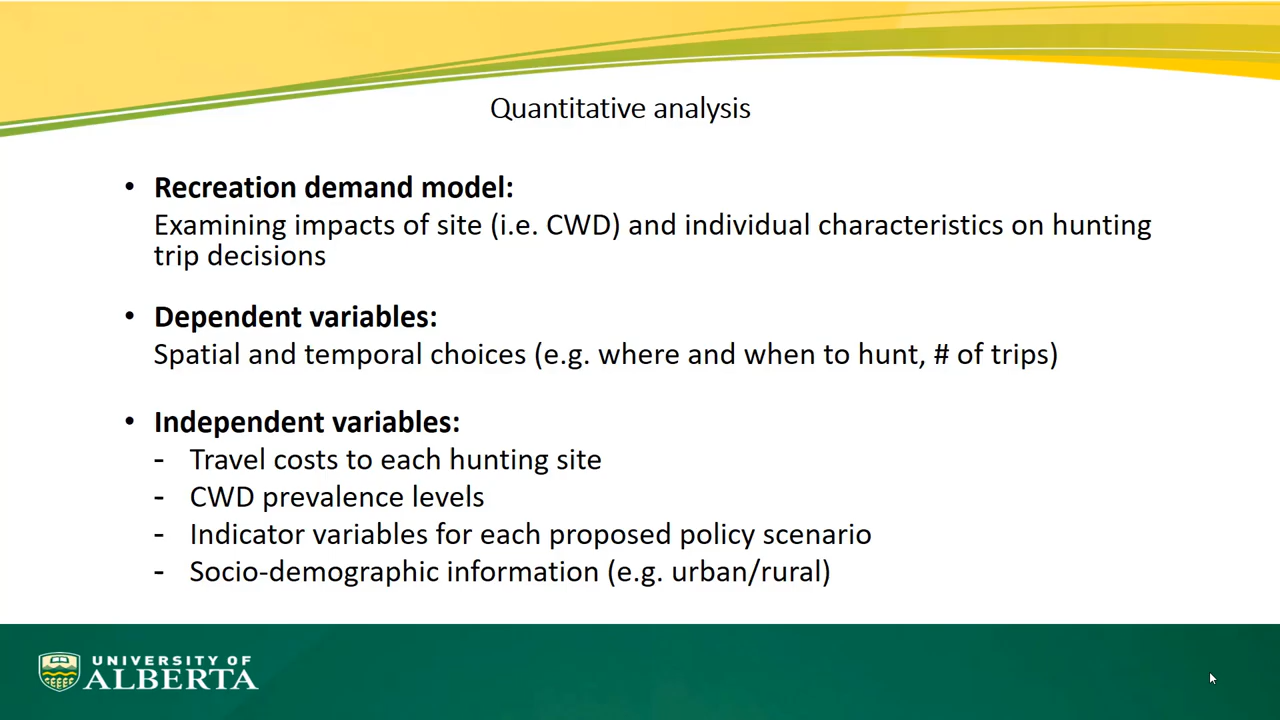 Quantitative analysis
• Recreation demand model:
Examining impacts of site (i.e. CWD) and individual characteristics on hunting
trip decisions
• Dependent variables:
Spatial and temporal choices (e.g. where and when to hunt, # of trips)
• Independent variables:
- Travel costs to each hunting site
- CWD prevalence levels
- Indicator variables for each proposed policy scenario
- Socio-demographic information (e.g. urban/rural)
UNIVERSITY OF
ALBERTA